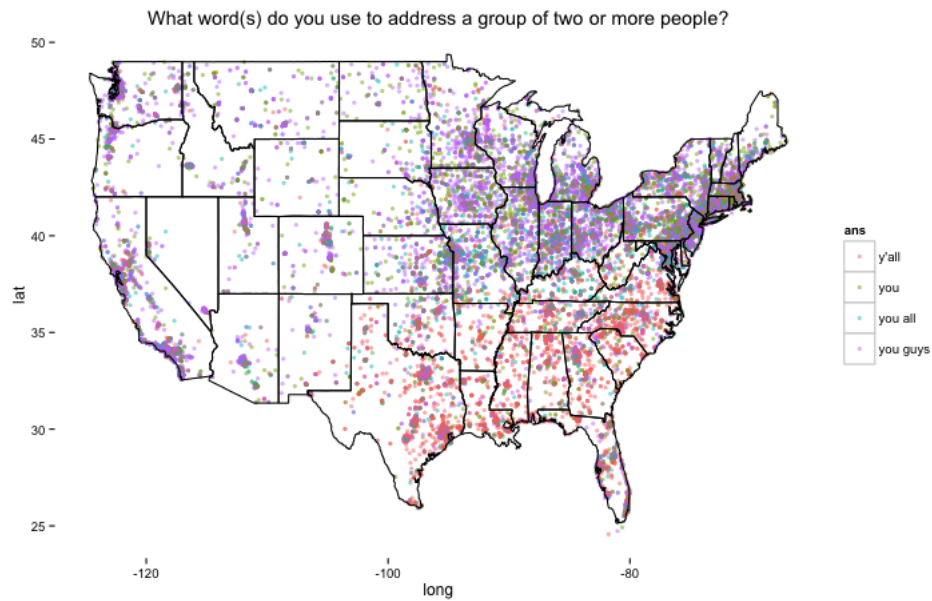 What word(s) do you use to address a group of two or more people?
50
45
40
35
30
25
lat
-120
-100
-80
long
ans
y'all
you
you all
you guys